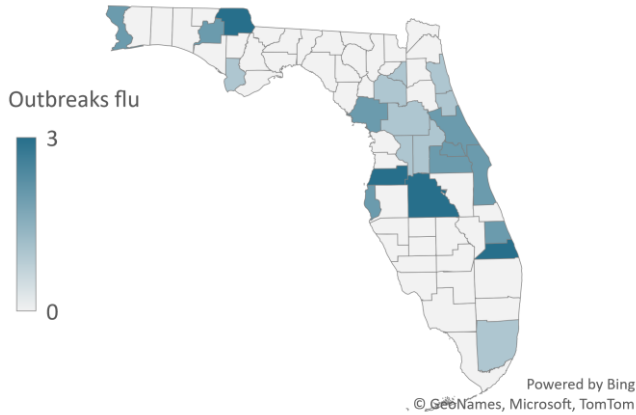 Outbreaks flu
3
0
Powered by Bing
© GeoNames, Microsoft, TomTom